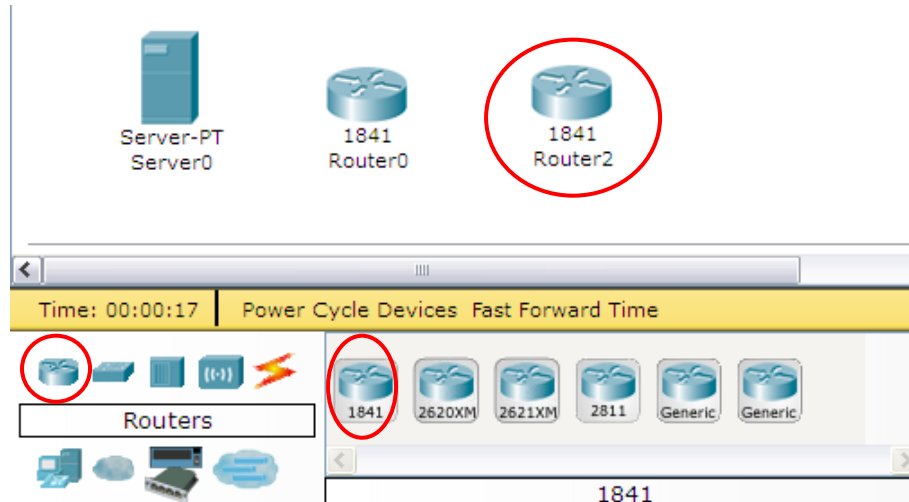 Server-PT
Server0
1841
Router0
1841
Router2
Time: 00:00:17 Power Cycle Devices Fast Forward Time
1841 2620XM 2621XM 2811 Generic Generic
Routers
1841